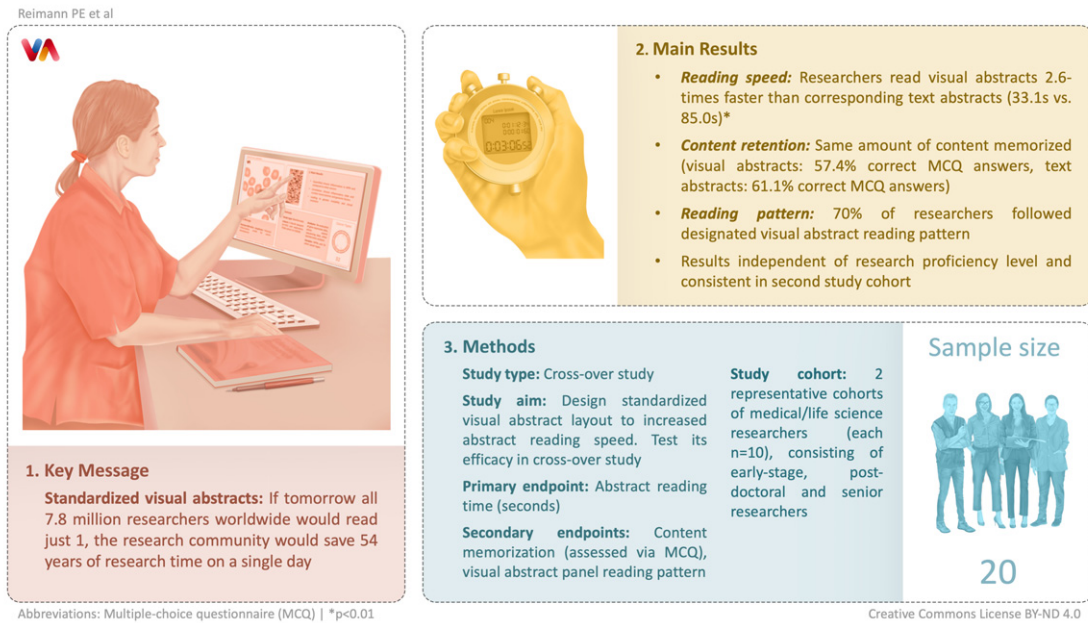 Reimann PE et al
VA
1. Key Message
Standardized visual abstracts: If tomorrow all
7.8 million researchers worldwide would read
just 1, the research community would save 54
years of research time on a single day
2. Main Results
• Reading speed: Researchers read visual abstracts 2.6-
times faster than corresponding text abstracts (33.1s vs.
85.0s)*
• Content retention: Same amount of content memorized
(visual abstracts: 57.4% correct MCQ answers, text
abstracts: 61.1% correct MCQ answers)
• Reading pattern: 70% of researchers followed
designated visual abstract reading pattern
• Results independent of research proficiency level and
consistent in second study cohort
3. Methods
Study type: Cross-over study
Study aim: Design standardized
visual abstract layout to increased
abstract reading speed. Test its
efficacy in cross-over study
Primary endpoint: Abstract reading
time (seconds)
Secondary endpoints: Content
memorization (assessed via MCQ),
visual abstract panel reading pattern
Study cohort: 2
representative cohorts
of medical/life science
researchers (each
n=10), consisting of
early-stage, post-
doctoral and senior
researchers
Sample size
20
Abbreviations: Multiple-choice questionnaire (MCQ) | *p<0.01
Creative Commons License BY-ND 4.0